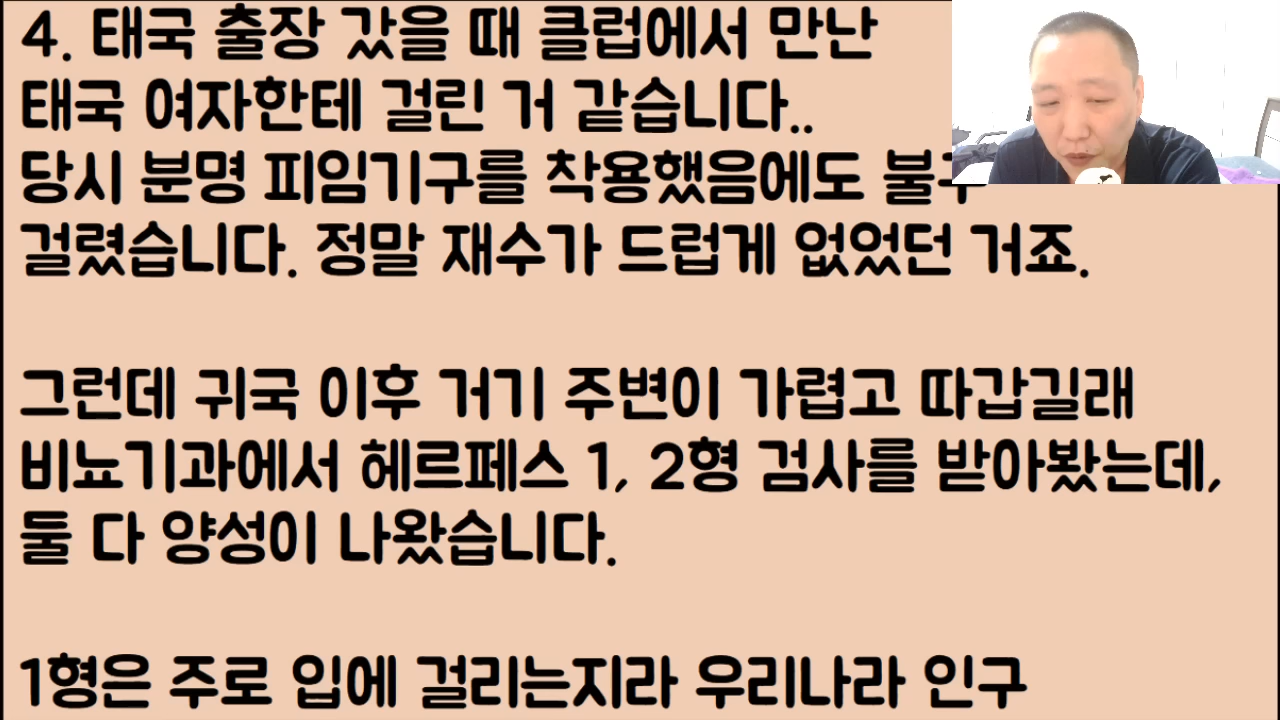 4. 태국 출장 갔을 때 클럽에서 만난
태국 여자한테 걸린 거 같습니다..
당시 분명 피임기구를 착용했음에도
걸렸습니다. 정말 재수가 드럽게 없었던 거죠.
그런데 귀국 이후 거기 주변이 가렵고 따갑길래
비뇨기과에서 헤르페스 1, 2형 검사를 받아봤는데,
둘 다 양성이 나왔습니다.
1형은 주로 입에 걸리는지라 우리나라 인구